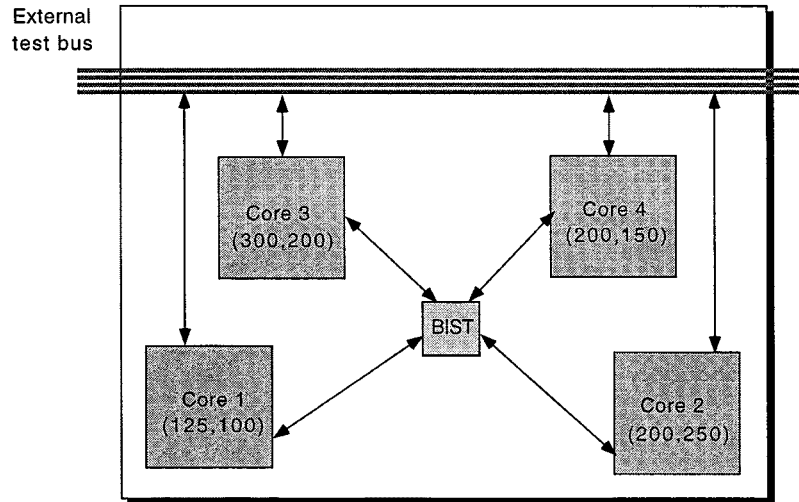 External
test bus
Core 3
(300,200)
Core 4
(200,150)
BIST
Core 1
(125,100)
Core 2
(200,250)